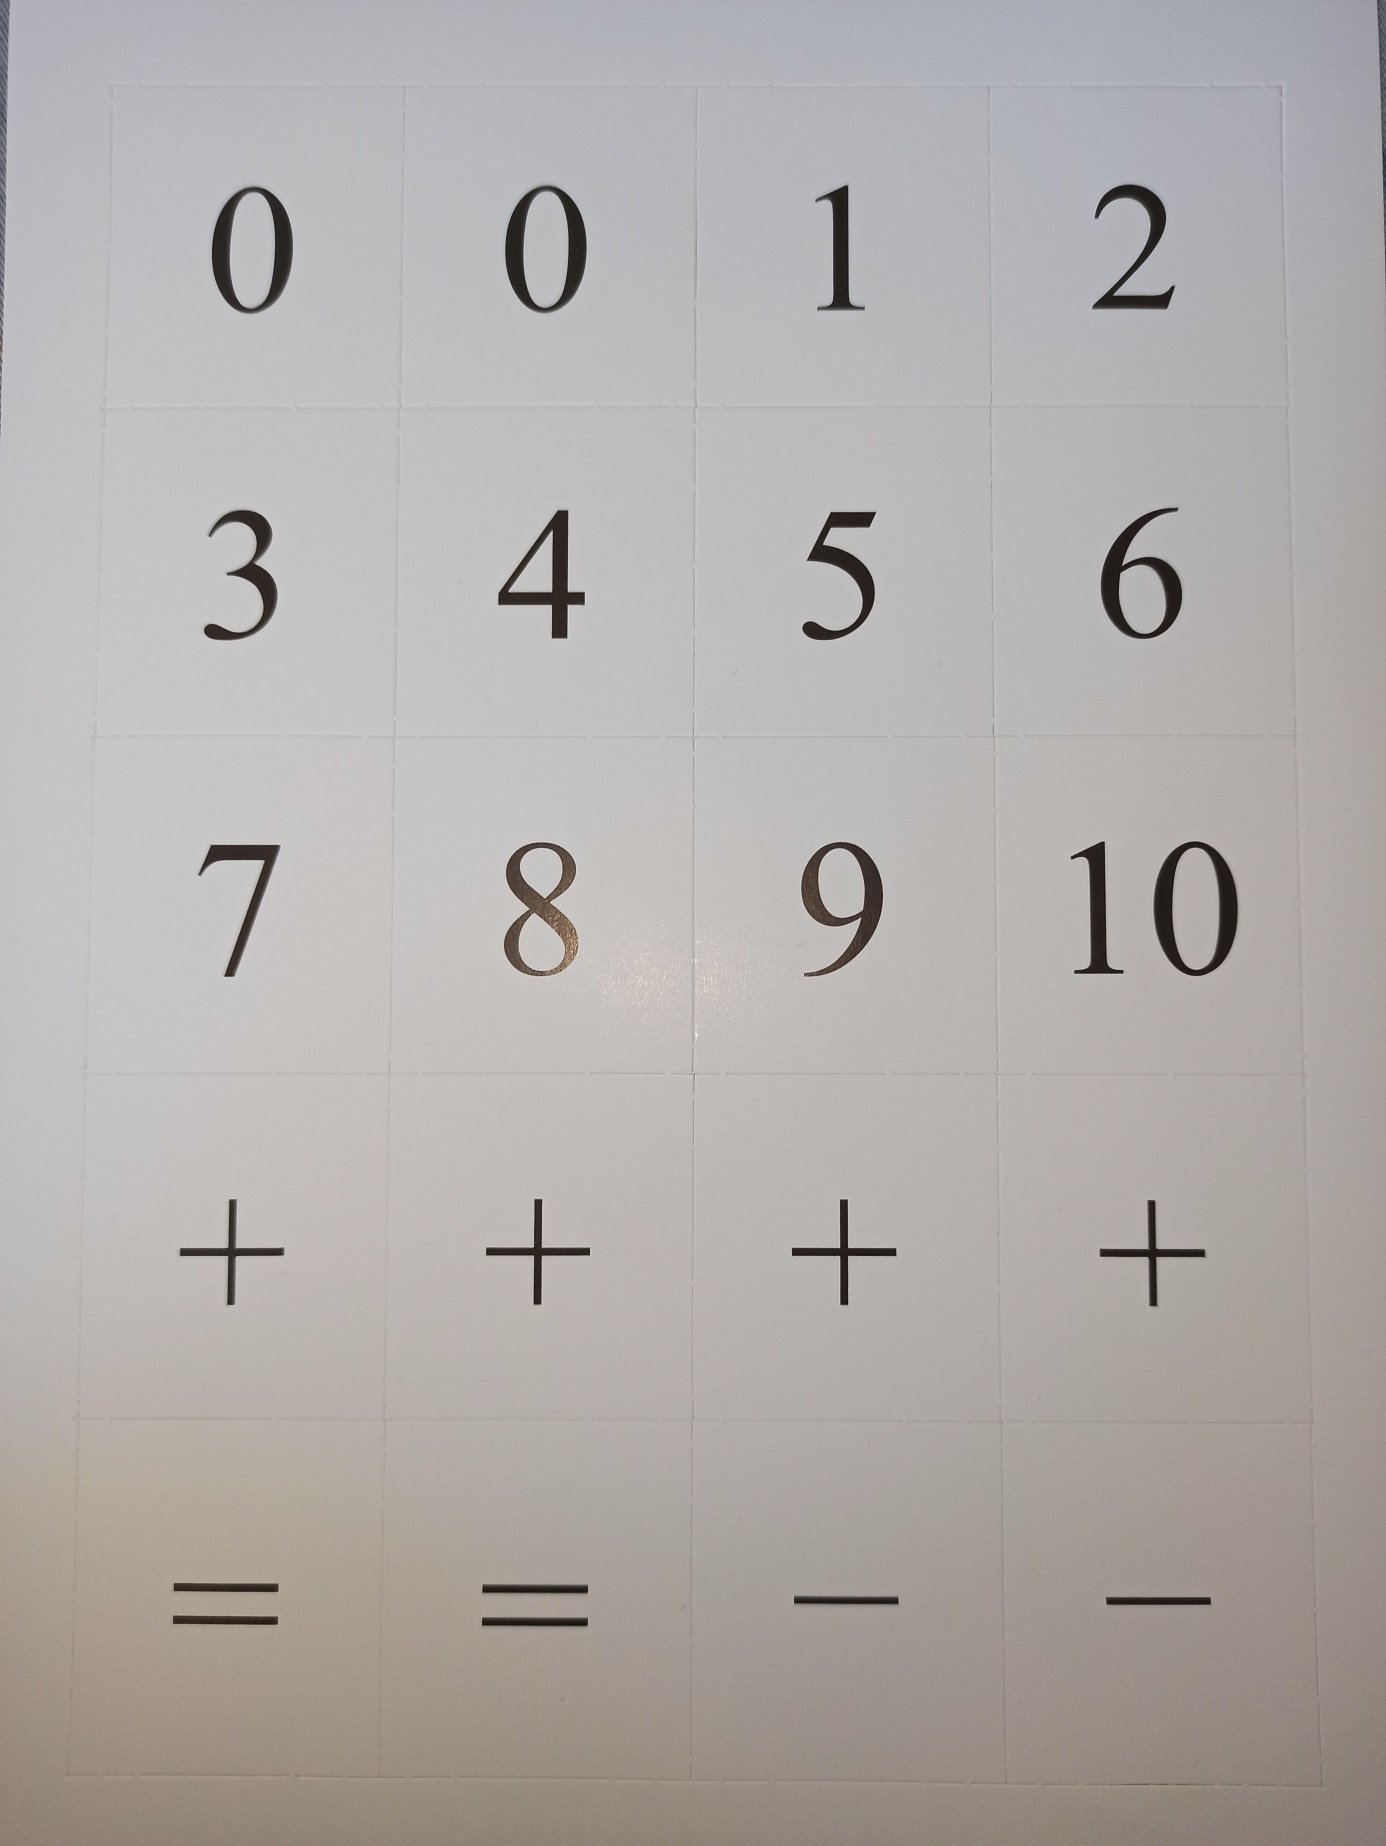 0 0 1 2
3 4 5 6
7 8 9 10
+ + + +
= = − −